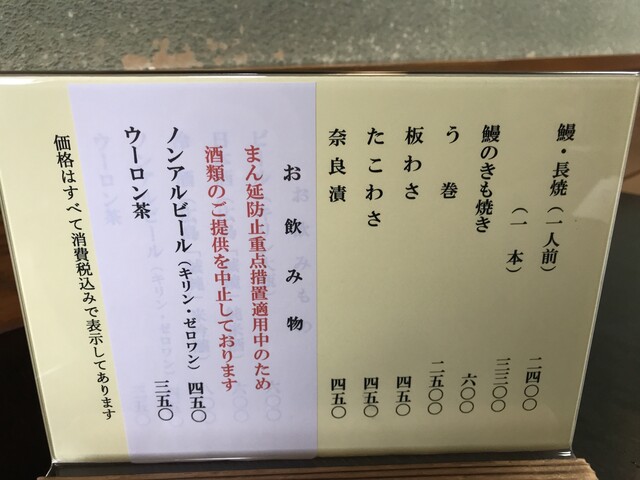 鰻・長焼（一人前） 二四〇〇
（一 本） 三三〇〇
鰻のきも焼き 六〇〇
う 巻 二五〇〇
板わさ 四五〇
たこわさ 四五〇
奈良漬 四五〇
お飲み物
まん延防止重点措置適用中のため
酒類のご提供を中止しております
ノンアルビール（キリン・ゼロワン） 四五〇
ウーロン茶 三五〇
価格はすべて消費税込みで表示してあります